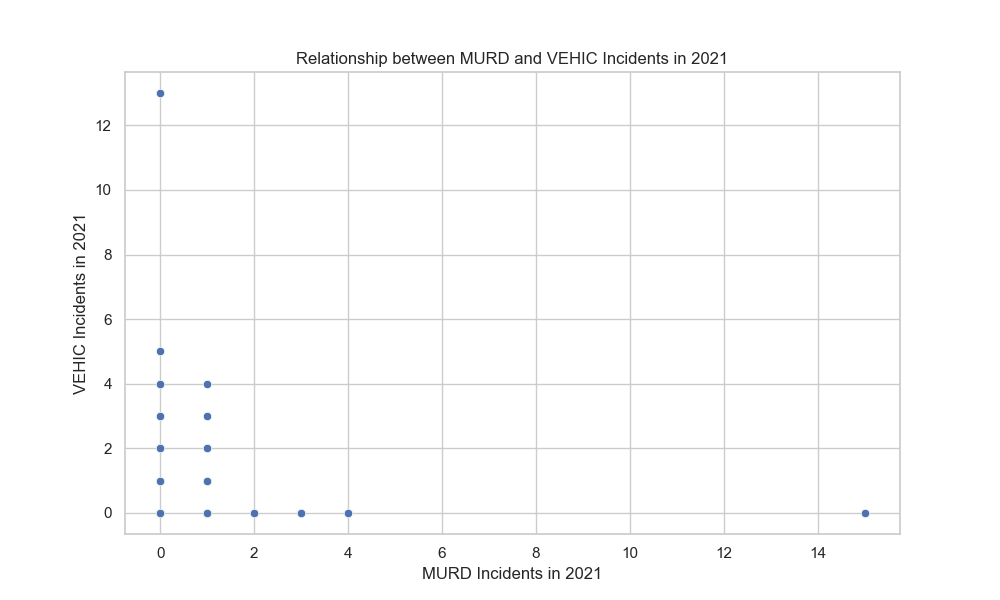 Relationship between MURD and VEHIC Incidents in 2021
VEHIC Incidents in 2021
12
10
8
6
4
2
0
0 2 4 6 8 10 12 14
MURD Incidents in 2021